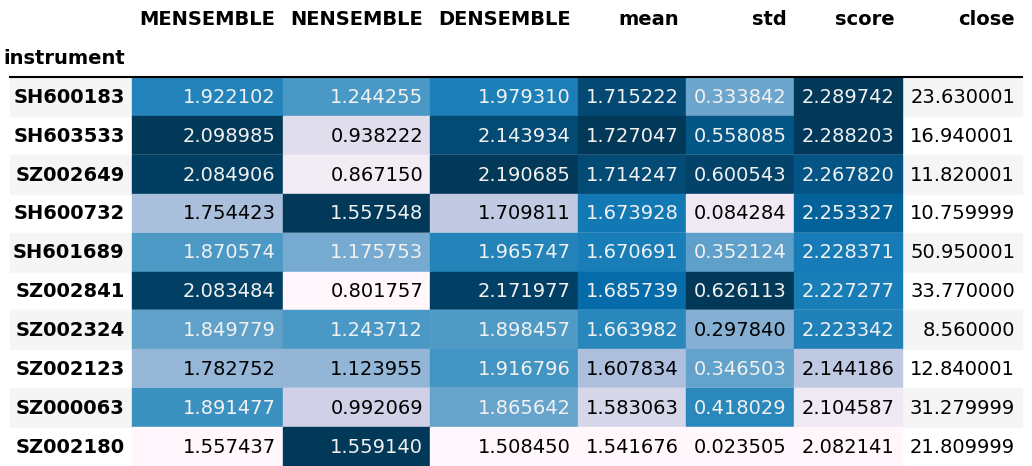 MENSEMBLE NENSEMBLE DENSEMBLE mean std score close
instrument
SH600183 1.922102 1.244255 1.979310 1.715222 0.333842 2.289742 23.630001
SH603533 2.098985 0.938222 2.143934 1.727047 0.558085 2.288203 16.940001
SZ002649 2.084906 0.867150 2.190685 1.714247 0.600543 2.267820 11.820001
SH600732 1.754423 1.557548 1.709811 1.673928 0.084284 2.253327 10.759999
SH601689 1.870574 1.175753 1.965747 1.670691 0.352124 2.228371 50.950001
SZ002841 2.083484 0.801757 2.171977 1.685739 0.626113 2.227277 33.770000
SZ002324 1.849779 1.243712 1.898457 1.663982 0.297840 2.223342 8.560000
SZ002123 1.782752 1.123955 1.916796 1.607834 0.346503 2.144186 12.840001
SZ000063 1.891477 0.992069 1.865642 1.583063 0.418029 2.104587 31.279999
SZ002180 1.557437 1.559140 1.508450 1.541676 0.023505 2.082141 21.809999